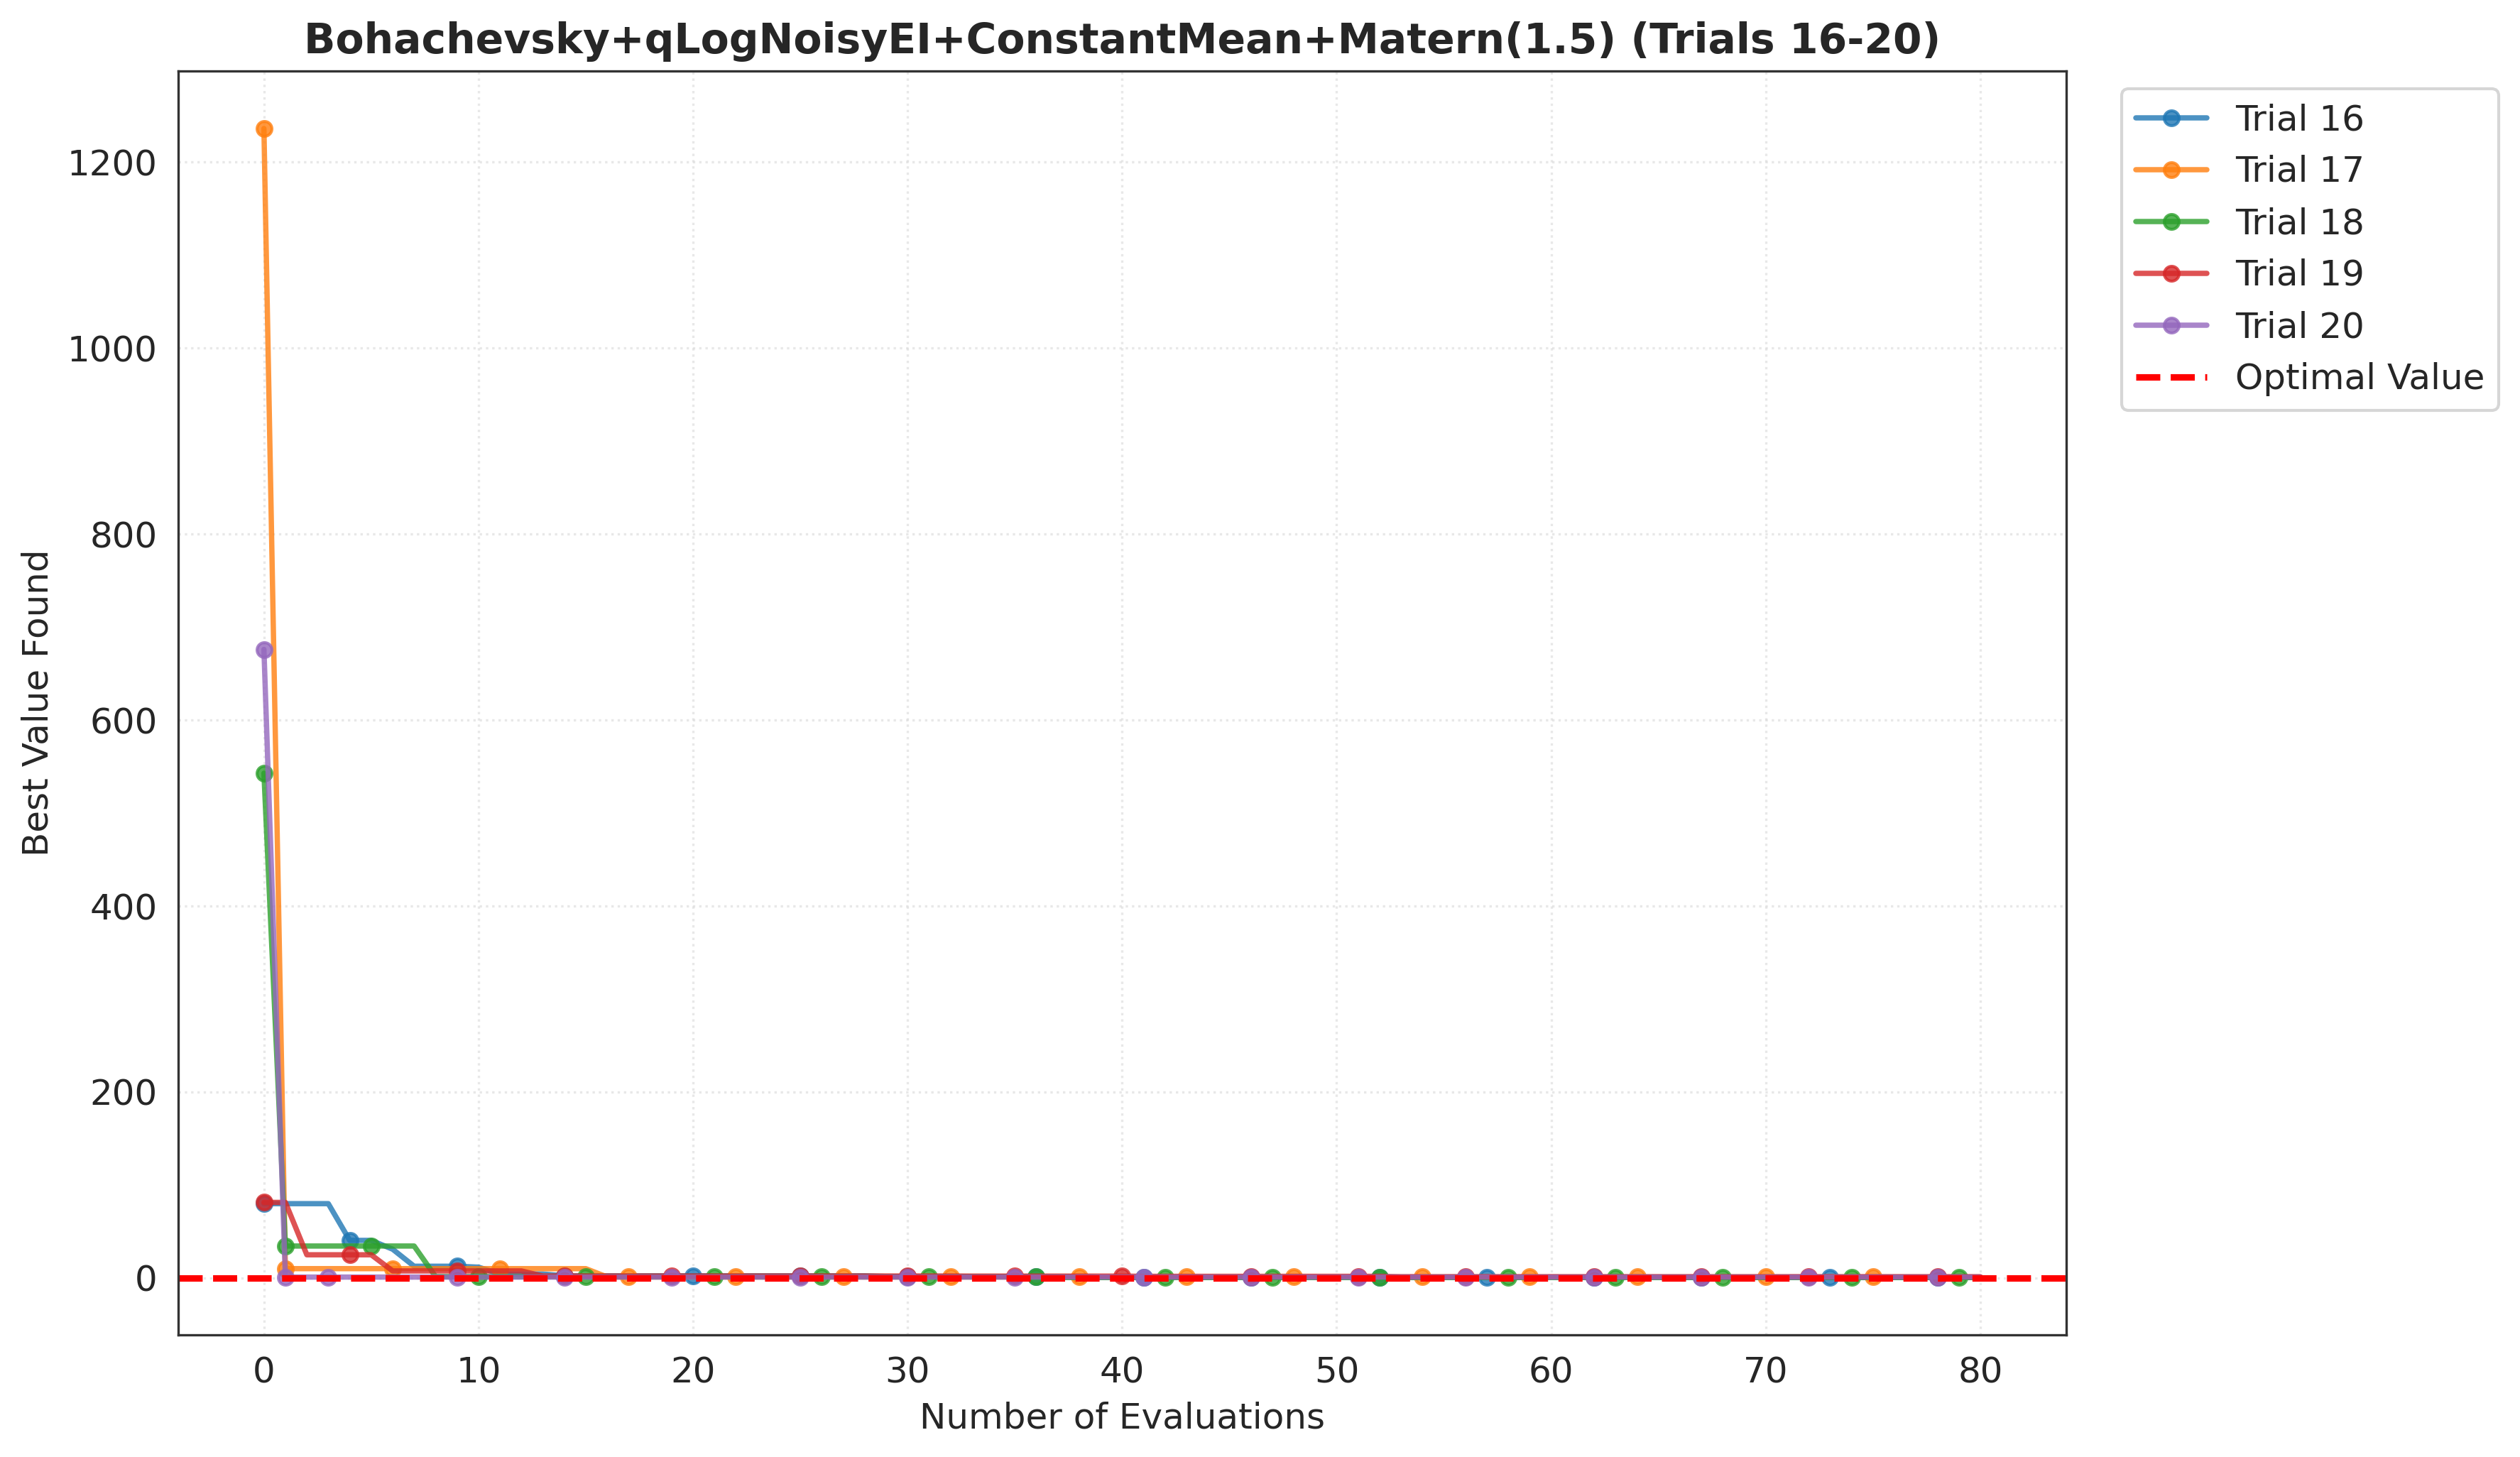 Bohachevsky+qLogNoisyEI+ConstantMean+Matern(1.5) (Trials 16-20)
Trial 16
Trial 17
Trial 18
Trial 19
Trial 20
Optimal Value
Best Value Found
1200
1000
800
600
400
200
0
0 10 20 30 40 50 60 70 80
Number of Evaluations